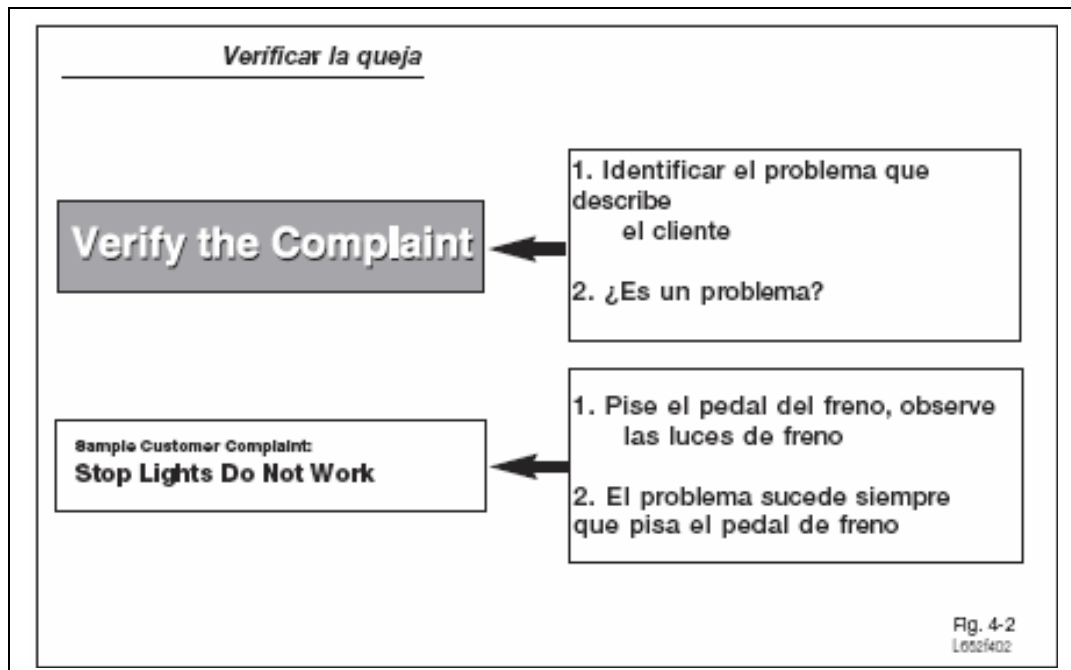 Verificar la queja
Verify the Complaint
1. Identificar el problema que
describe
el cliente
2. ¿Es un problema?
Sample Customer Complaint:
Stop Lights Do Not Work
1. Pise el pedal del freno, observe
las luces de freno
2. El problema sucede siempre
que pisa el pedal de freno
Fig. 4-2
L652f402